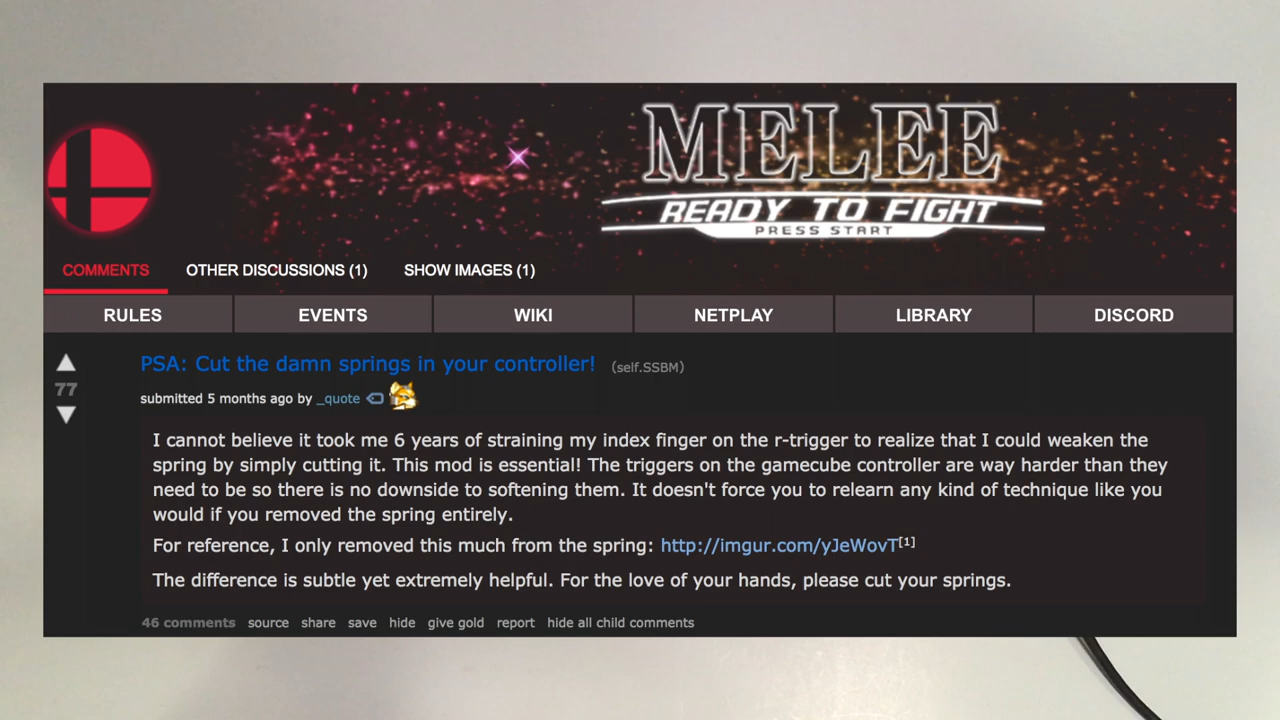 MELEE
READY TO FIGHT
PRESS START
COMMENTS OTHER DISCUSSIONS (1) SHOW IMAGES (1)
RULES EVENTS WIKI NETPLAY LIBRARY DISCORD
PSA: Cut the damn springs in your controller! (self.SSBM)
77
submitted 5 months ago by _quote
I cannot believe it took me 6 years of straining my index finger on the r-trigger to realize that I could weaken the
spring by simply cutting it. This mod is essential! The triggers on the gamecube controller are way harder than they
need to be so there is no downside to softening them. It doesn't force you to relearn any kind of technique like you
would if you removed the spring entirely.
For reference, I only removed this much from the spring: http://imgur.com/yJeWovT[1]
The difference is subtle yet extremely helpful. For the love of your hands, please cut your springs.
46 comments source share save hide give gold report hide all child comments